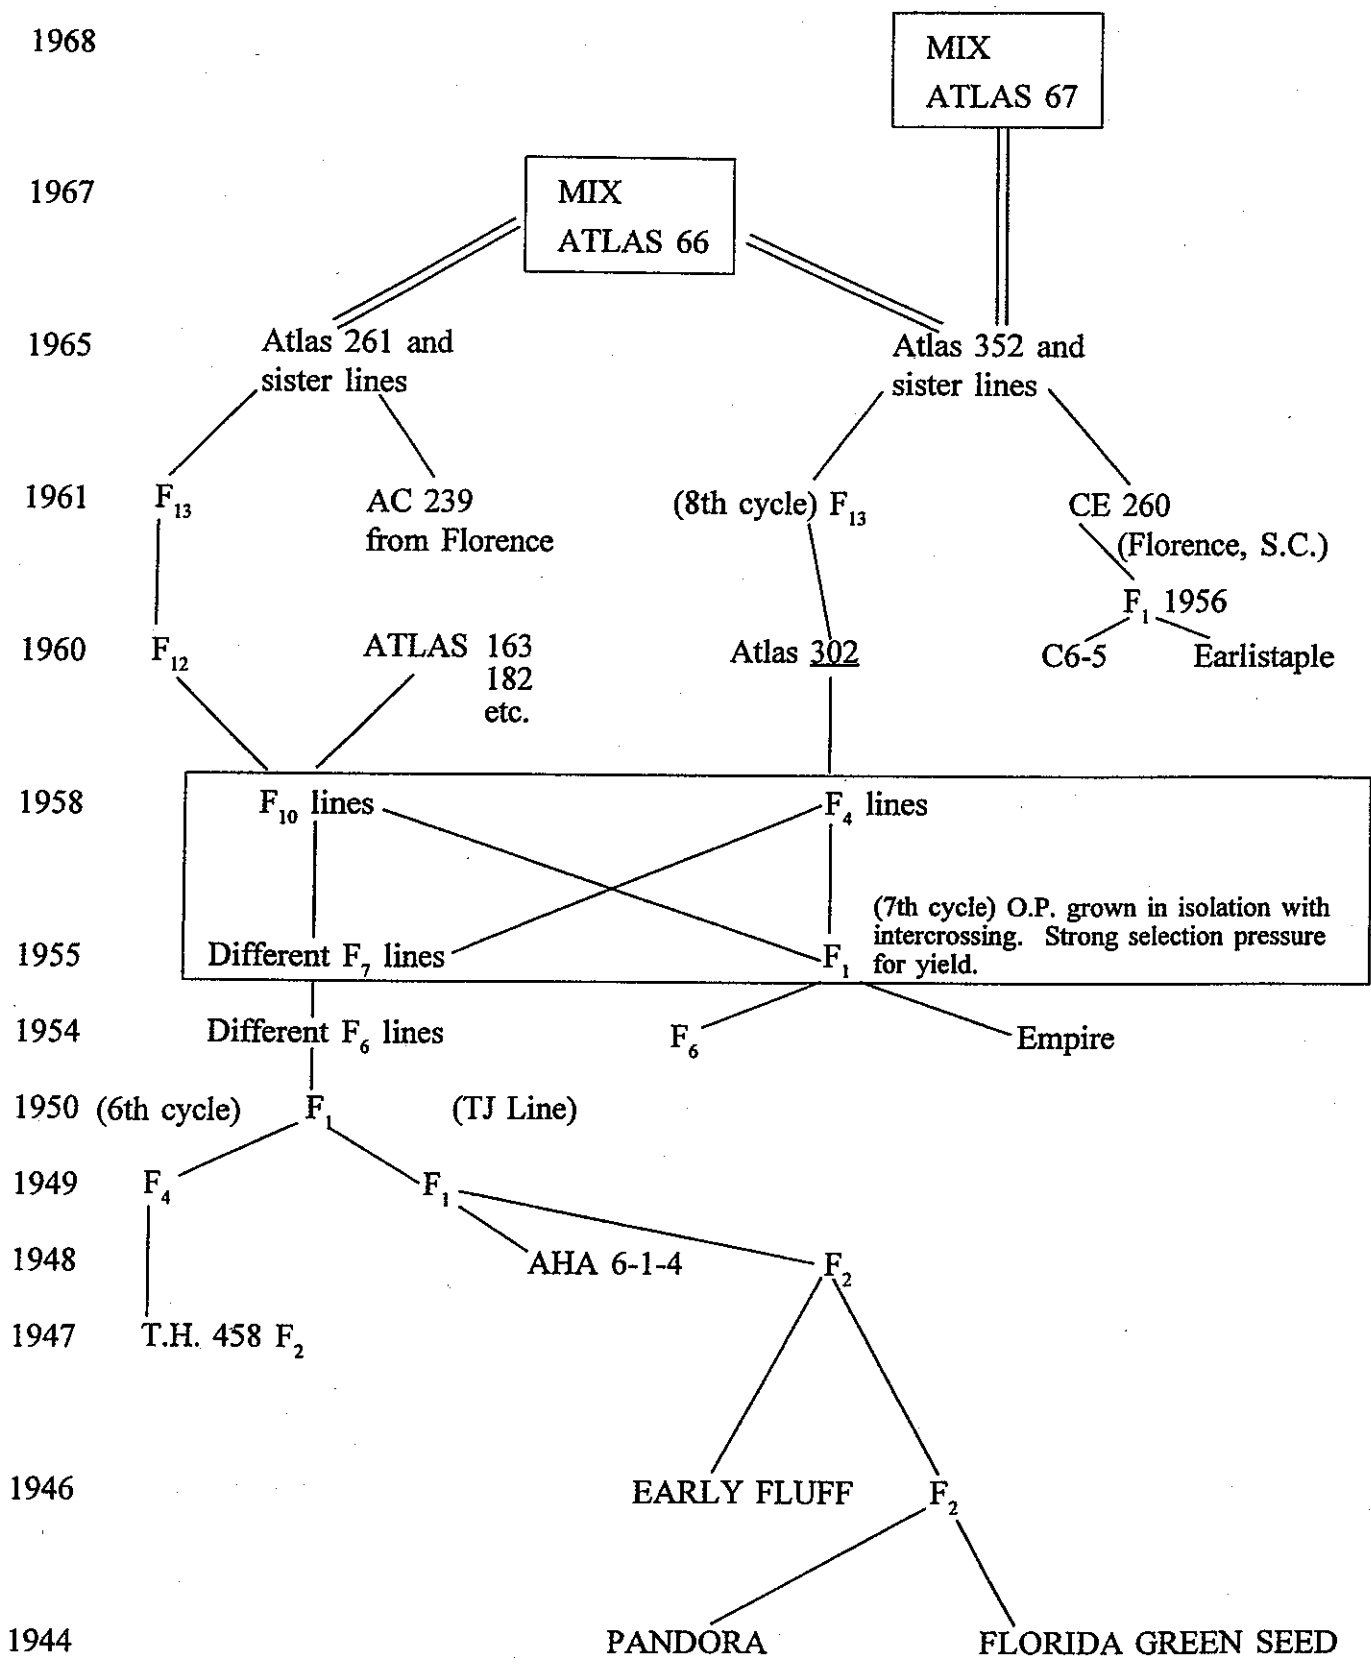 1968
MIX
ATLAS 67
1967
MIX
ATLAS 66
1965
Atlas 261 and
sister lines
Atlas 352 and
sister lines
1961
F₁₃
AC 239
from Florence
(8th cycle) F₁₃
CE 260
(Florence, S.C.)
F₁ 1956
1960
F₁₂
ATLAS 163
182
etc.
Atlas 302
C6-5
Earlistaple
1958
F₁₀ lines
F₄ lines
(7th cycle) O.P. grown in isolation with
intercrossing. Strong selection pressure
for yield.
1955
Different F₇ lines
F₁
1954
Different F₆ lines
F₆
Empire
1950
(6th cycle)
F₁
(TJ Line)
1949
F₄
F₁
1948
AHA 6-1-4
F₂
1947
T.H. 458 F₂
1946
EARLY FLUFF
F₂
1944
PANDORA
FLORIDA GREEN SEED